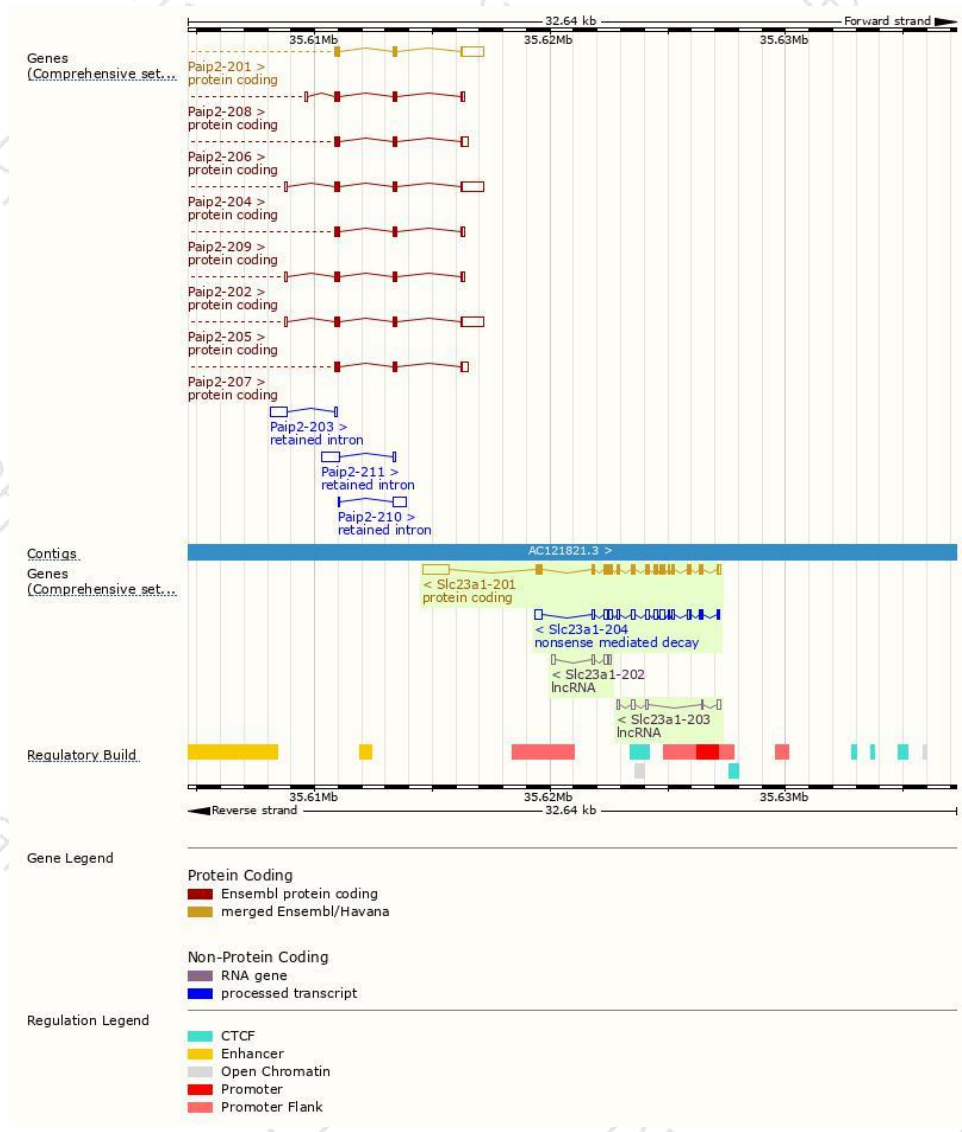 32.64 kb
Forward strand
35.61Mb 35.62Mb 35.63Mb
Genes
(Comprehensive set...
Paip2-201 >
protein coding
Paip2-208 >
protein coding
Paip2-206 >
protein coding
Paip2-204 >
protein coding
Paip2-209 >
protein coding
Paip2-202 >
protein coding
Paip2-205 >
protein coding
Paip2-207 >
protein coding
Paip2-203 >
retained intron
Paip2-211 >
retained intron
Paip2-210 >
retained intron
Contigs
AC121821.3 >
Genes
(Comprehensive set...
< Slc23a1-201
protein coding
< Slc23a1-204
nonsense mediated decay
< Slc23a1-202
lncRNA
< Slc23a1-203
lncRNA
Regulatory Build
35.61Mb 35.62Mb 35.63Mb
Reverse strand
32.64 kb
Gene Legend
Protein Coding
Ensembl protein coding
merged Ensembl/Havana
Non-Protein Coding
RNA gene
processed transcript
Regulation Legend
CTCF
Enhancer
Open Chromatin
Promoter
Promoter Flank